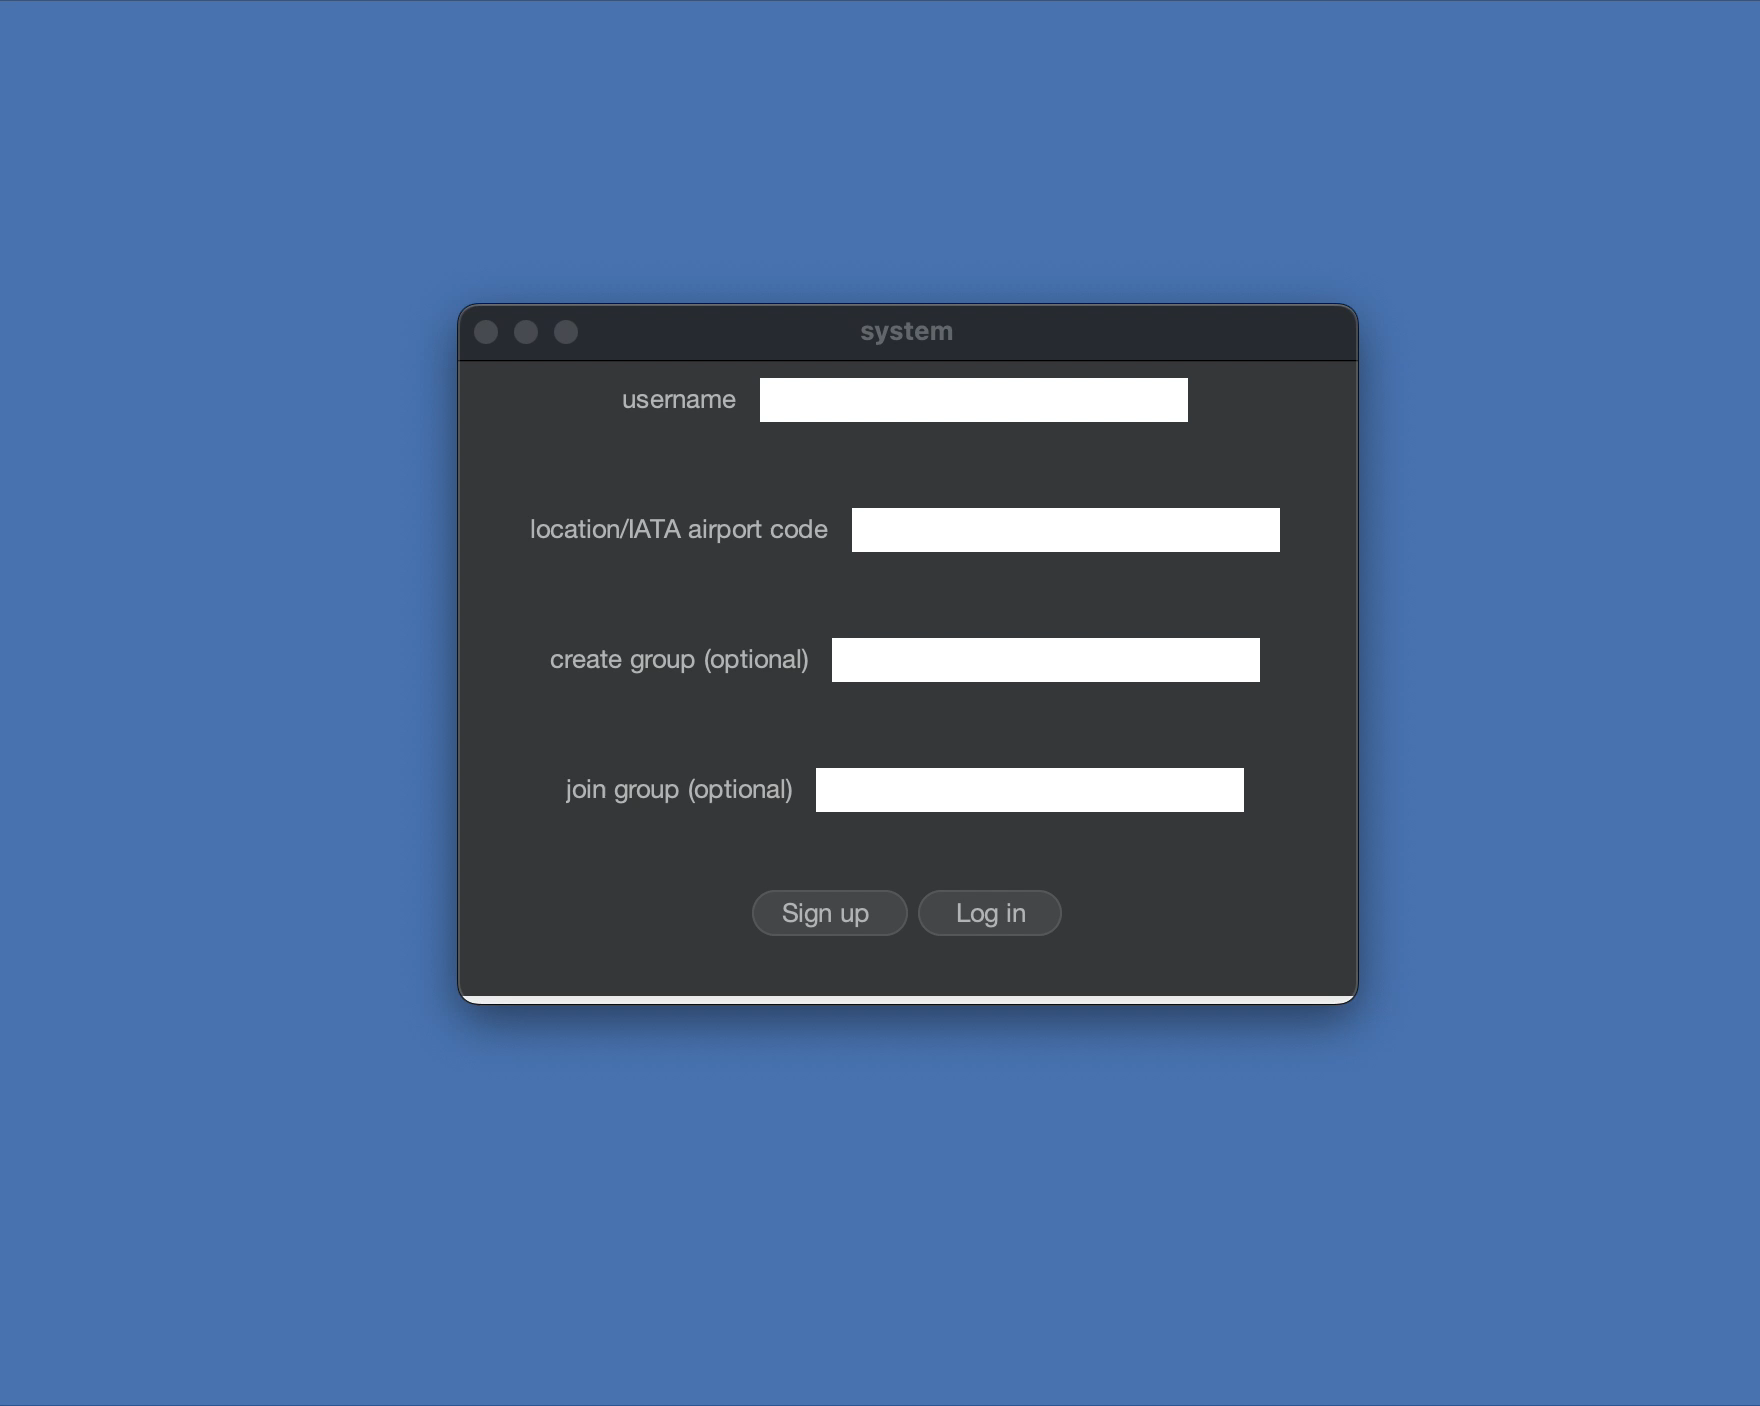 system
username
location/IATA airport code
create group (optional)
join group (optional)
Sign up
Log in